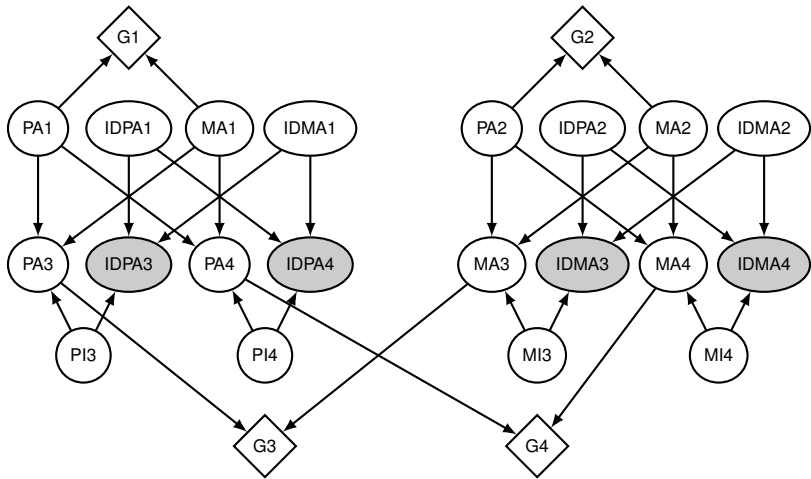 G1 G2
PA1 IDPA1 MA1 IDMA1 PA2 IDPA2 MA2 IDMA2
PA3 IDPA3 PA4 IDPA4 MA3 IDMA3 MA4 IDMA4
PI3 PI4 MI3 MI4
G3 G4